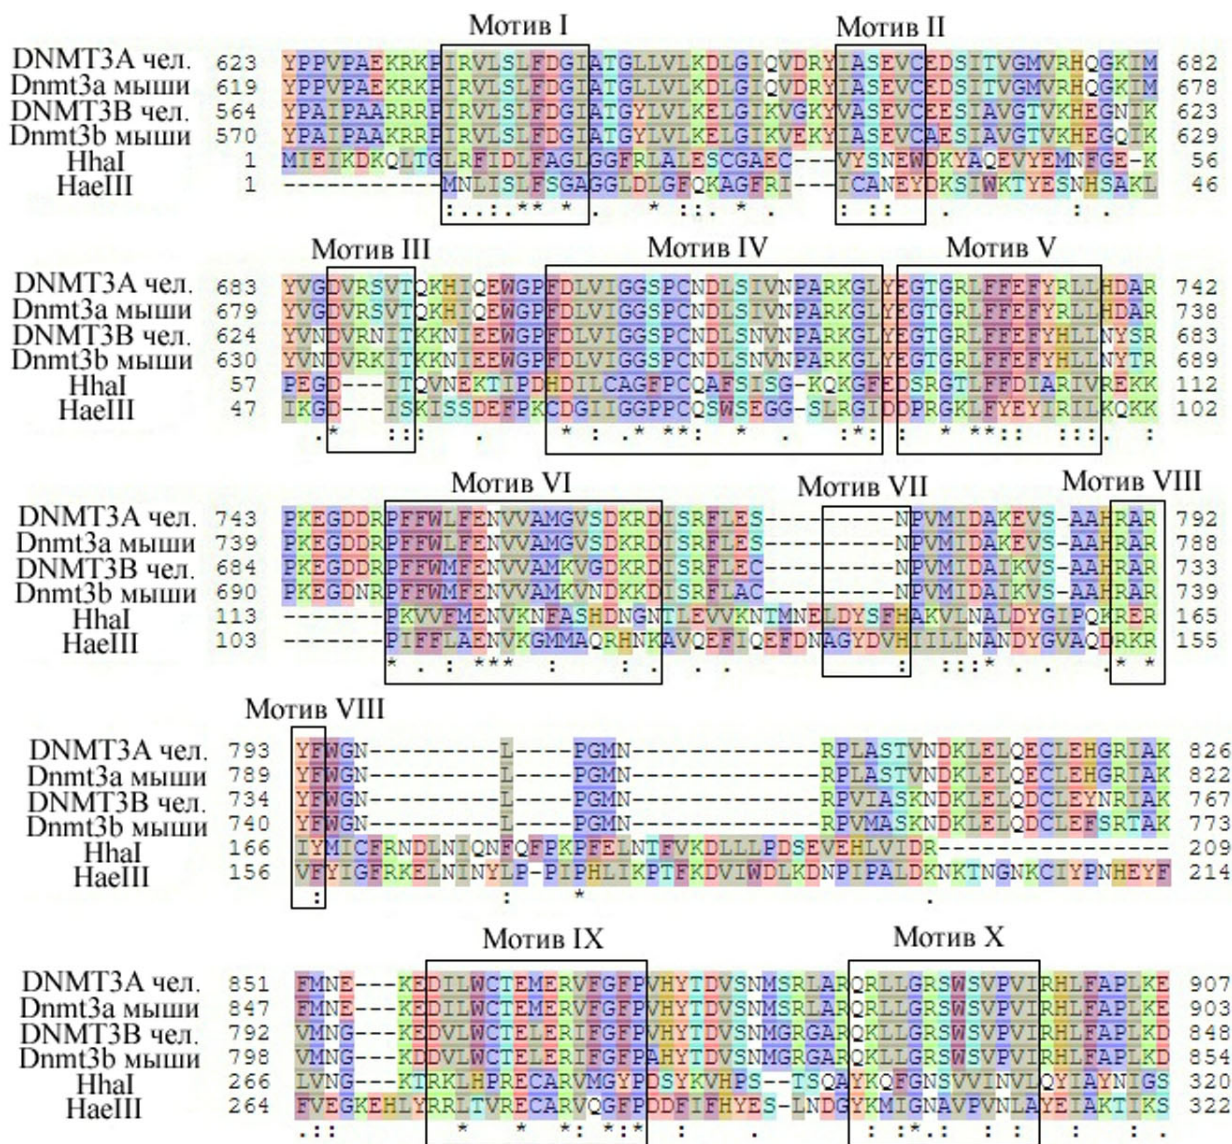 Мотив I Мотив II
DNMT3A чел. 623 YPPVPAEKRKPIRVLSLFDGIATGLLVLKDLGIQVDRYIASEVCEDSITVGMVRHQGKIM 682
Dnmt3a мыши 619 YPPVPAEKRKPIRVLSLFDGIATGLLVLKDLGIQVDRYIASEVCEDSITVGMVRHQGKIM 678
DNMT3B чел. 564 YPAIPAARRRPIRVLSLFDGIATGYLVLKELGIKVGKYVASEVCEESIAVGTVKHEGNIK 623
Dnmt3b мыши 570 YPAIPAAKRRPIRVLSLFDGIATGYLVLKELGIKVEKYIASEVCAESIAVGTVKHEGQIK 629
HhaI 1 MIEIKDKQLTGLRFIDLFAGLGGFRLALESCGAEC---VYSNEWDKYAQEVYEMNFGE-K 56
HaeIII 1 -----------MNLISLFSGAGGLDLGFQKAGFRI---ICANEYDKSIWKTYESNHSAKL 46
:..:.** * . * ::. * . : :: . : .
Мотив III Мотив IV Мотив V
DNMT3A чел. 683 YVGDVRSVTQKHIQEWGPFDLVIGGSPCNDLSIVNPARKGLYEGTGRLFFEFYRLLHDAR 742
Dnmt3a мыши 679 YVGDVRSVTQKHIQEWGPFDLVIGGSPCNDLSIVNPARKGLYEGTGRLFFEFYRLLHDAR 738
DNMT3B чел. 624 YVNDVRNITKKNIEEWGPFDLVIGGSPCNDLSNVNPARKGLYEGTGRLFFEFYHLLNYSR 683
Dnmt3b мыши 630 YVNDVRKITKKNIEEWGPFDLVIGGSPCNDLSNVNPARKGLYEGTGRLFFEFYHLLNYTR 689
HhaI 57 PEGD---ITQVNEKTIPDHDILCAGFPCQAFSISG-KQKGFEDSRGTLFFDIARIVREKK 112
HaeIII 47 IKGD---ISKISSDEFPKCDGIIGGPPCQSWSEGG-SLRGIDDPRGKLFYEYIRILKQKK 102
.* ::: . * : .* **: * . :*: : * **:: :::. :
Мотив VI Мотив VII Мотив VIII
DNMT3A чел. 743 PKEGDDRPFFWLFENVVAMGVSDKRDISRFLES---------NPVMIDAKEVS-AAHRAR 792
Dnmt3a мыши 739 PKEGDDRPFFWLFENVVAMGVSDKRDISRFLES---------NPVMIDAKEVS-AAHRAR 788
DNMT3B чел. 684 PKEGDDRPFFWMFENVVAMKVGDKRDISRFLEC---------NPVMIDAIKVS-AAHRAR 733
Dnmt3b мыши 690 PKEGDNRPFFWMFENVVAMKVNDKKDISRFLAC---------NPVMIDAIKVS-AAHRAR 739
HhaI 113 -------PKVVFMENVKNFASHDNGNTLEVVKNTMNELDYSFHAKVLNALDYGIPQKRER 165
HaeIII 103 -------PIFFLAENVKGMMAQRHNKAVQEFIQEFDNAGYDVHIILLNANDYGVAQDRKR 155
* . : *** : : . . . : :::* . . * *
Мотив VIII
DNMT3A чел. 793 YFWGN---------L----PGMN-------------RPLASTVNDKLELQECLEHGRIAK 826
Dnmt3a мыши 789 YFWGN---------L----PGMN-------------RPLASTVNDKLELQECLEHGRIAK 822
DNMT3B чел. 734 YFWGN---------L----PGMN-------------RPVIASKNDKLELQDCLEYNRIAK 767
Dnmt3b мыши 740 YFWGN---------L----PGMN-------------RPVMASKNDKLELQDCLEFSRTAK 773
HhaI 166 IYMICFRNDLNIQNFQFPKPFELNTFVKDLLLPDSEVEHLVIDR---------------- 209
HaeIII 156 VFYIGFRKELNINYLP-PIPHLIKPTFKDVIWDLKDNPIPALDKNKTNGNKCIYPNHEYF 214
: : * .
Мотив IX Мотив X
DNMT3A чел. 851 FMNE---KEDILWCTEMERVFGFPVHYTDVSNMSRLARQRLLGRSWSVPVIRHLFAPLKE 907
Dnmt3a мыши 847 FMNE---KEDILWCTEMERVFGFPVHYTDVSNMSRLARQRLLGRSWSVPVIRHLFAPLKE 903
DNMT3B чел. 792 VMNG---KEDVLWCTELERIFGFPVHYTDVSNMGRGARQKLLGRSWSVPVIRHLFAPLKD 848
Dnmt3b мыши 798 VMNG---KDDVLWCTELERIFGFPAHYTDVSNMGRGARQKLLGRSWSVPVIRHLFAPLKD 854
HhaI 266 LVNG---KTRKLHPRECARVMGYPDSYKVHPS--TSQAYKQFGNSVVINVLQYIAYNIGS 320
HaeIII 264 FVEGKEHLYRRLTVRECARVQGFPDDFIFHYES-LNDGYKMIGNAVPVNLAYEIAKTIKS 322
.:: * * *: *:* : . : :*.: : : : : .